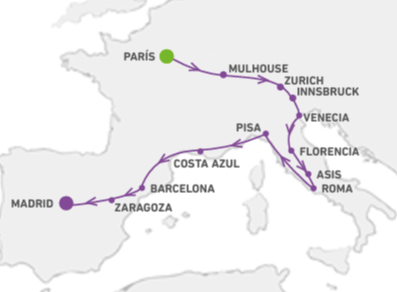 PARÍS
MULHOUSE
ZURICH
INNSBRUCK
VENECIA
PISA
FLORENCIA
COSTA AZUL
ASIS
ROMA
BARCELONA
MADRID
ZARAGOZA